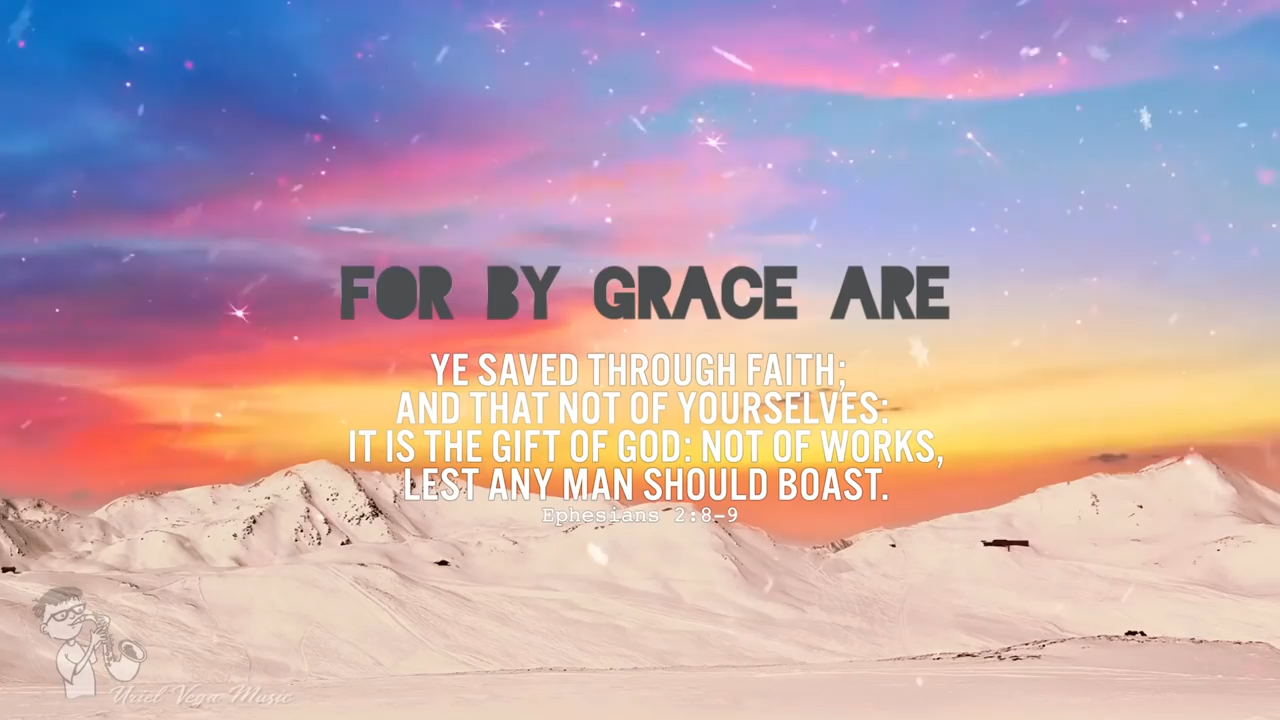 FOR BY GRACE ARE
YE SAVED THROUGH FAITH;
AND THAT NOT OF YOURSELVES:
IT IS THE GIFT OF GOD: NOT OF WORKS,
LEST ANY MAN SHOULD BOAST.
Ephesians 2:8-9
Uriel Vega Music